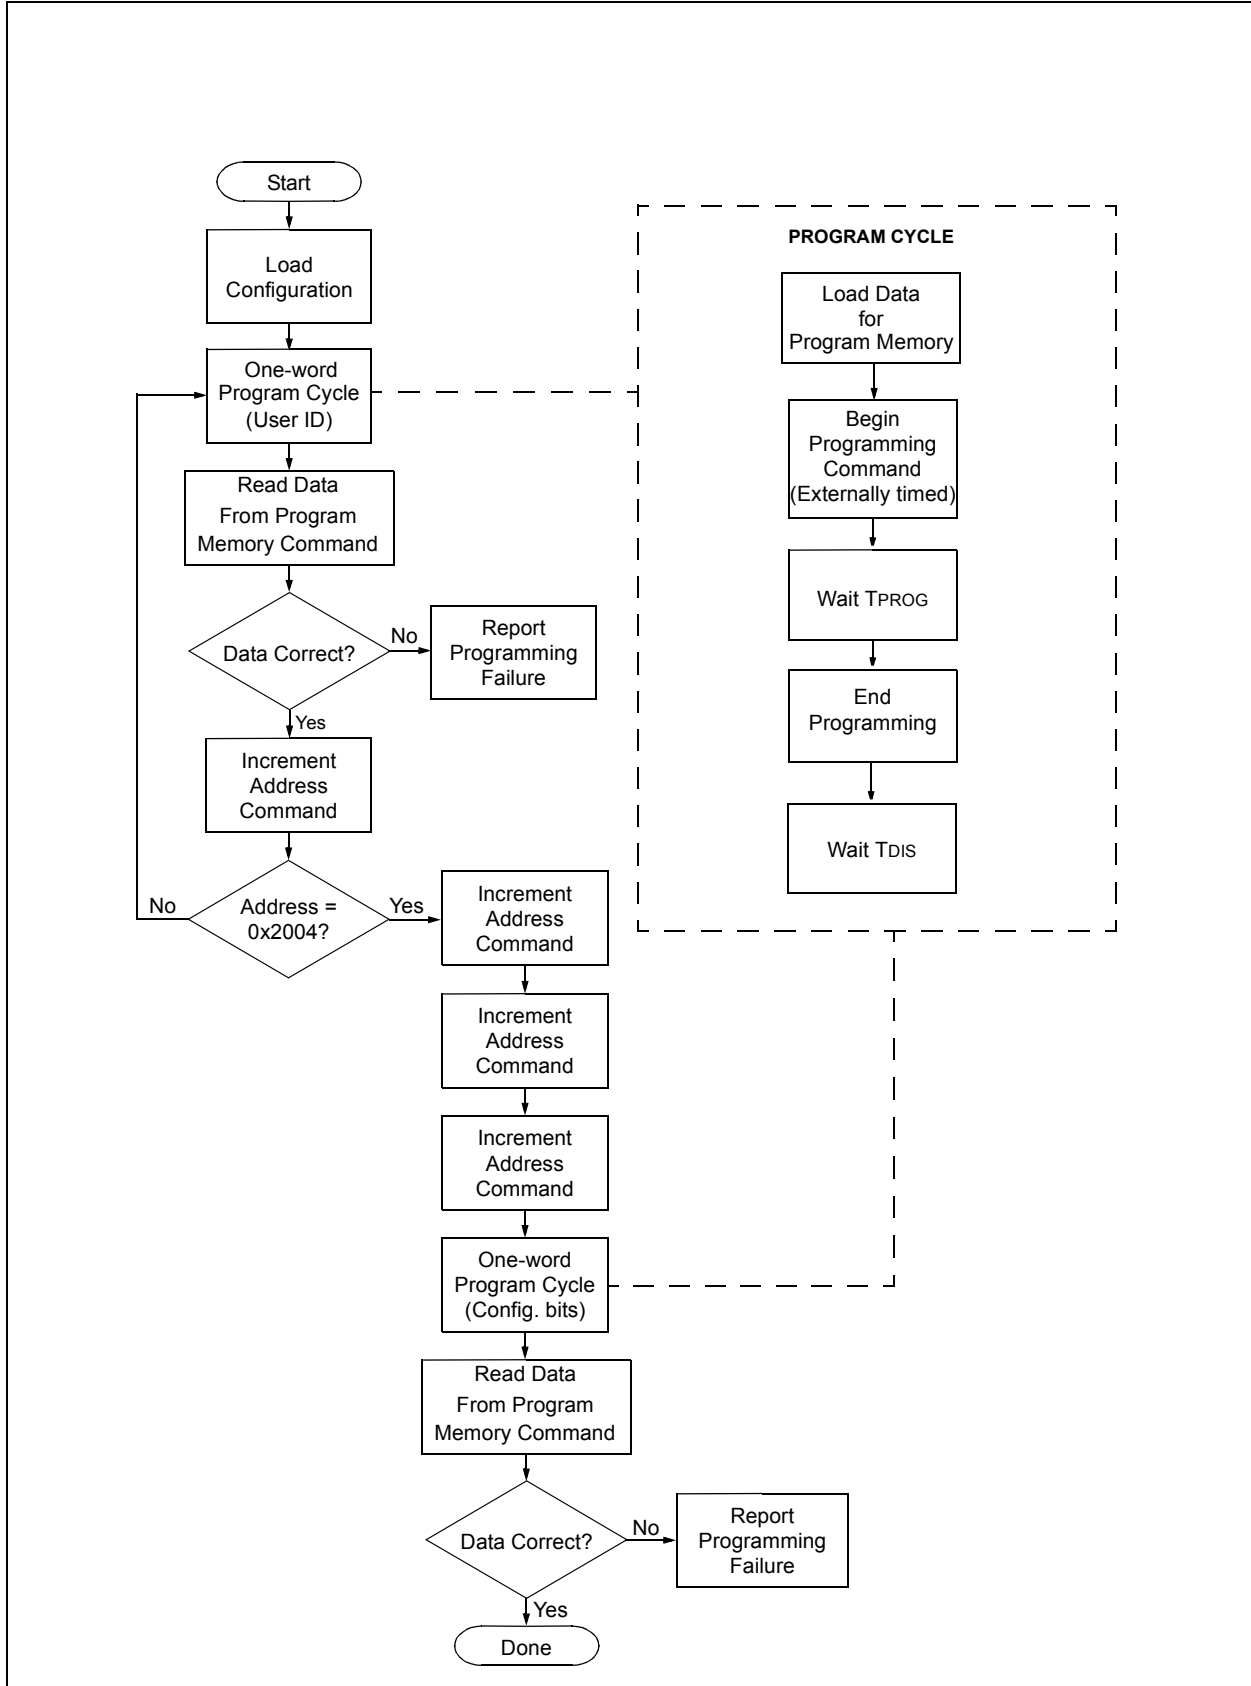 Start
Load
Configuration
One-word
Program Cycle
(User ID)
Read Data
From Program
Memory Command
Data Correct?
No
Report
Programming
Failure
Yes
Increment
Address
Command
Address =
0x2004?
No
Yes
Increment
Address
Command
Increment
Address
Command
Increment
Address
Command
One-word
Program Cycle
(Config. bits)
Read Data
From Program
Memory Command
Data Correct?
No
Report
Programming
Failure
Yes
Done
PROGRAM CYCLE
Load Data
for
Program Memory
Begin
Programming
Command
(Externally timed)
Wait TPROG
End
Programming
Wait TDIS